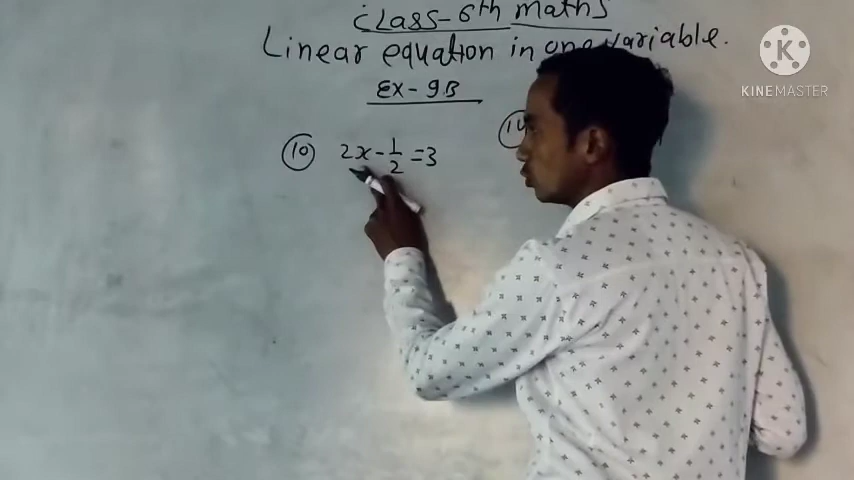 CLASS-6th Maths
Linear equation in one variable.
Ex-9B
10 2x - 1/2 = 3
K
KINEMASTER